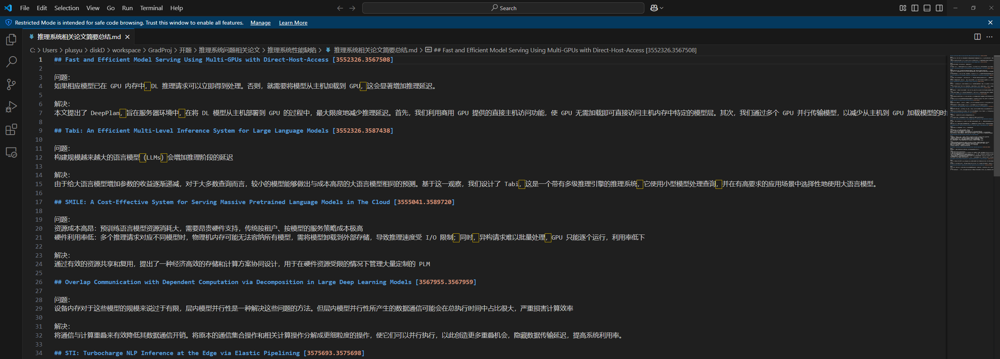 File Edit Selection View Go Run Terminal Help Search
Restricted Mode is intended for safe code browsing. Trust this window to enable all features. Manage Learn More
推理系统相关论文简要总结.md
C: > Users > plusyu > diskD > workspace > GradProj > 开题 > 推理系统问题相关论文 > 推理系统性能缺陷 > 推理系统相关论文简要总结.md > ## Fast and Efficient Model Serving Using Multi-GPUs with Direct-Host-Access [3552326.3567508]
1 ## Fast and Efficient Model Serving Using Multi-GPUs with Direct-Host-Access [3552326.3567508]
2
3 问题：
4 如果相应模型已在 GPU 内存中，DL 推理请求可以立即得到处理。否则，就需要将模型从主机加载到 GPU，这会显著增加推理延迟。
5
6 解决：
7 本文提出了 DeepPlan，旨在服务器环境中，在将 DL 模型从主机部署到 GPU 的过程中，最大限度地减少推理延迟。首先，我们利用商用 GPU 提供的直接主机访问功能，使 GPU 无需加载即可直接访问主机内存中特定的模型层。其次，我们通过多个 GPU 并行传输模型，以减少从主机到 GPU 加载模型的时
8
9 ## Tabi: An Efficient Multi-Level Inference System for Large Language Models [3552326.3587438]
10
11 问题：
12 构建规模越来越大的语言模型（LLMs）会增加推理阶段的延迟
13
14 解决：
15 由于给大语言模型增加参数的收益逐渐递减，对于大多数查询而言，较小的模型能够做出与成本高昂的大语言模型相同的预测。基于这一观察，我们设计了 Tabi，这是一个带有多级推理引擎的推理系统，它使用小型模型处理查询，并在有高要求的应用场景中选择性地使用大语言模型。
16
17 ## SMILE: A Cost-Effective System for Serving Massive Pretrained Language Models in The Cloud [3555041.3589720]
18
19 问题：
20 资源成本高昂：预训练语言模型资源消耗大，需要昂贵硬件支持，传统按租户、按模型的服务策略成本极高
21 硬件利用率低：多个推理请求对应不同模型时，物理机内存可能无法容纳所有模型，需将模型卸载到外部存储，导致推理速度受 I/O 限制；同时，异构请求难以批量处理，GPU 只能逐个运行，利用率低下
22
23 解决：
24 通过有效的资源共享和复用，提出了一种经济高效的存储和计算方案协同设计，用于在硬件资源受限的情况下管理大量定制的 PLM
25
26 ## Overlap Communication with Dependent Computation via Decomposition in Large Deep Learning Models [3567955.3567959]
27
28 问题：
29 设备内存对于这些模型的规模来说过于有限，层内模型并行性是一种解决这些问题的方法。但层内模型并行性所产生的数据通信可能会在总执行时间中占比很大，严重损害计算效率
30
31 解决：
32 将通信与计算重叠来有效降低其数据通信开销。将原本的通信集合操作和相关计算操作分解成更细粒度的操作，使它们可以并行执行，以此创造更多重叠机会，隐藏数据传输延迟，提高系统利用率。
33
34 ## STI: Turbocharge NLP Inference at the Edge via Elastic Pipelining [3575693.3575698]